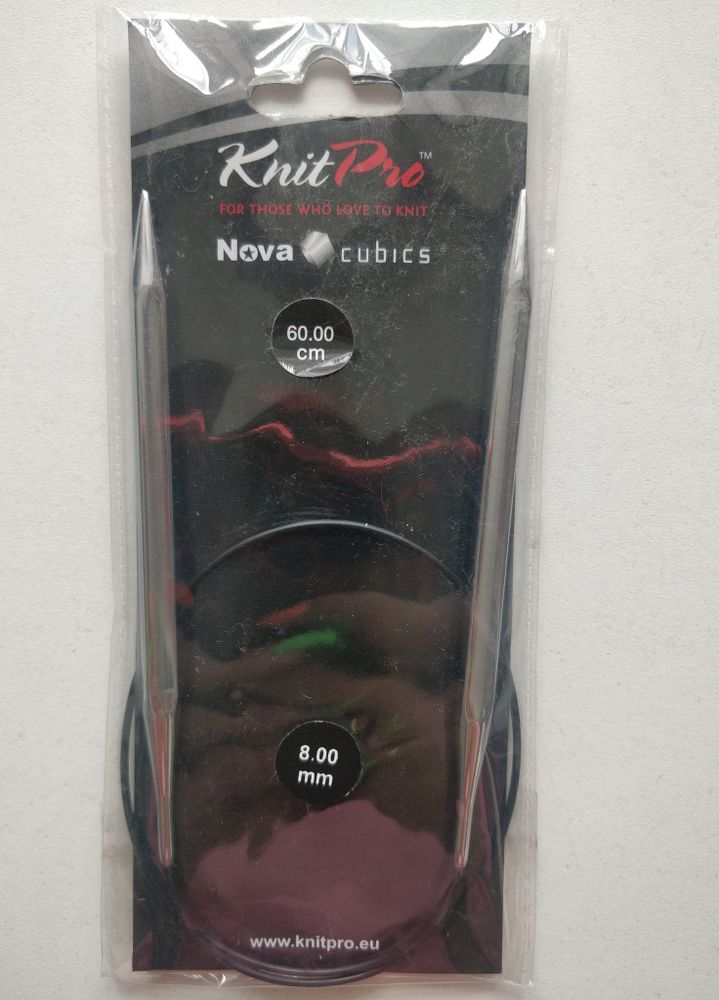 KnitPro™
FOR THOSE WHO LOVE TO KNIT
Nova cubics
60.00
cm
8.00
mm
www.knitpro.eu